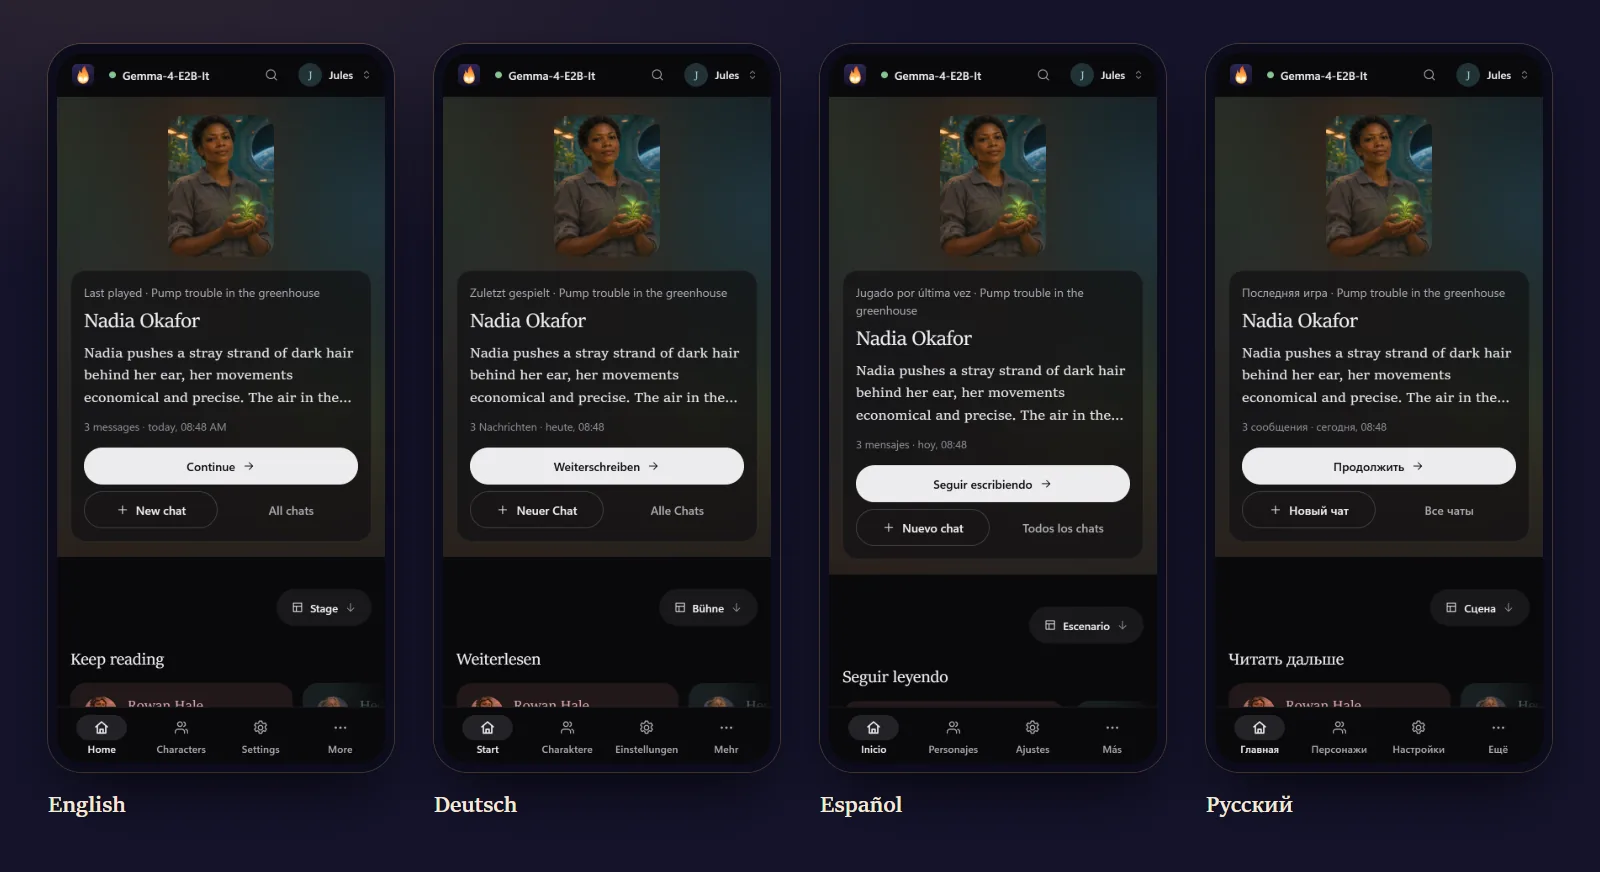 Gemma-4-E2B-It
J
Jules
Last played · Pump trouble in the greenhouse
Nadia Okafor
Nadia pushes a stray strand of dark hair
behind her ear, her movements
economical and precise. The air in the...
3 messages · today, 08:48 AM
Continue →
+ New chat
All chats
Stage ↓
Keep reading
Rowan Hale
Home
Characters
Settings
More
English
Gemma-4-E2B-It
J
Jules
Zuletzt gespielt · Pump trouble in the greenhouse
Nadia Okafor
Nadia pushes a stray strand of dark hair
behind her ear, her movements
economical and precise. The air in the...
3 Nachrichten · heute, 08:48
Weiterschreiben →
+ Neuer Chat
Alle Chats
Bühne ↓
Weiterlesen
Rowan Hale
Start
Charaktere
Einstellungen
Mehr
Deutsch
Gemma-4-E2B-It
J
Jules
Jugado por última vez · Pump trouble in the
greenhouse
Nadia Okafor
Nadia pushes a stray strand of dark hair
behind her ear, her movements
economical and precise. The air in the...
3 mensajes · hoy, 08:48
Seguir escribiendo →
+ Nuevo chat
Todos los chats
Escenario ↓
Seguir leyendo
Inicio
Personajes
Ajustes
Más
Español
Gemma-4-E2B-It
J
Jules
Последняя игра · Pump trouble in the greenhouse
Nadia Okafor
Nadia pushes a stray strand of dark hair
behind her ear, her movements
economical and precise. The air in the...
3 сообщения · сегодня, 08:48
Продолжить →
+ Новый чат
Все чаты
Сцена ↓
Читать дальше
Rowan Hale
Главная
Персонажи
Настройки
Ещё
Русский